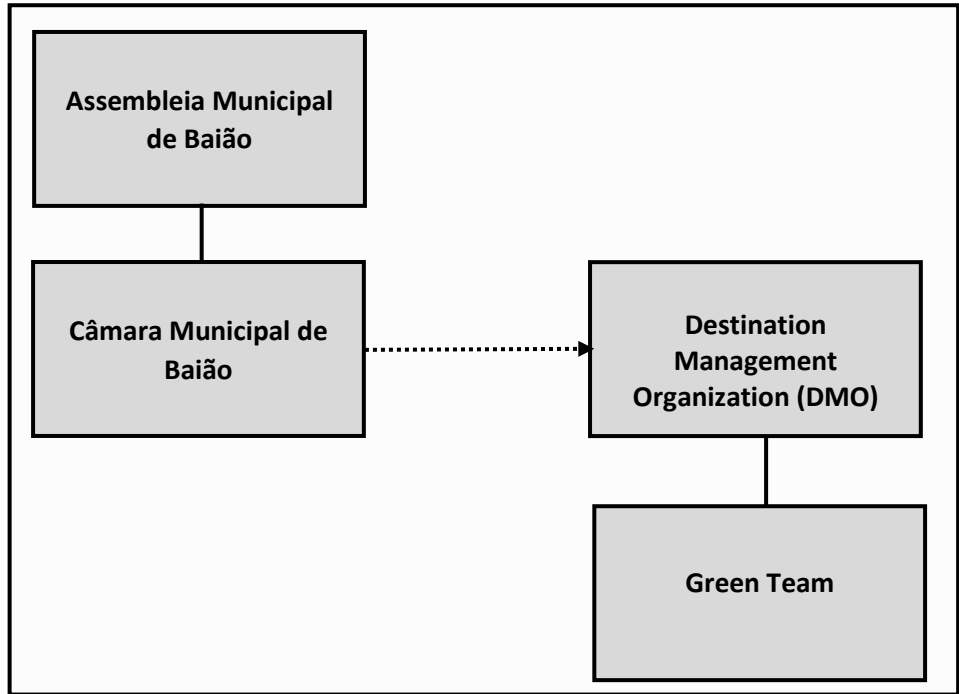 Assembleia Municipal
de Baião
Câmara Municipal de
Baião
Destination
Management
Organization (DMO)
Green Team